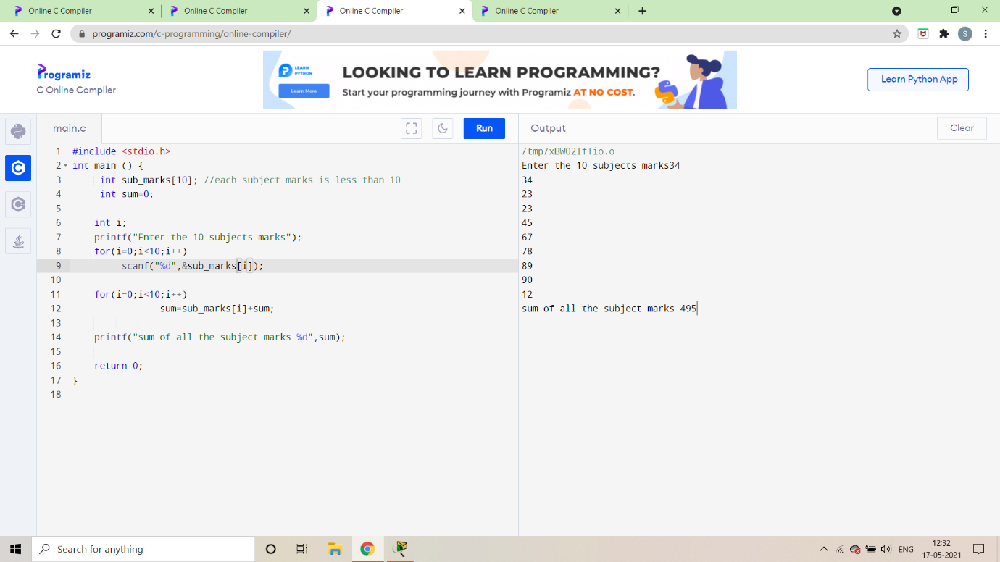 Online C Compiler
Online C Compiler
Online C Compiler
Online C Compiler
programiz.com/c-programming/online-compiler/
S
Programiz
C Online Compiler
LEARN
PYTHON
Learn More
LOOKING TO LEARN PROGRAMMING?
Start your programming journey with Programiz AT NO COST.
Learn Python App
main.c
Run
Output
Clear
1 #include <stdio.h>
2 int main () {
3 int sub_marks[10]; //each subject marks is less than 10
4 int sum=0;
5
6 int i;
7 printf("Enter the 10 subjects marks");
8 for(i=0;i<10;i++)
9 scanf("%d",&sub_marks[i]);
10
11 for(i=0;i<10;i++)
12 sum=sub_marks[i]+sum;
13
14 printf("sum of all the subject marks %d",sum);
15
16 return 0;
17 }
18
/tmp/xBWO2IfTio.o
Enter the 10 subjects marks34
34
23
23
45
67
78
89
90
12
sum of all the subject marks 495
Search for anything
ENG
12:32
17-05-2021